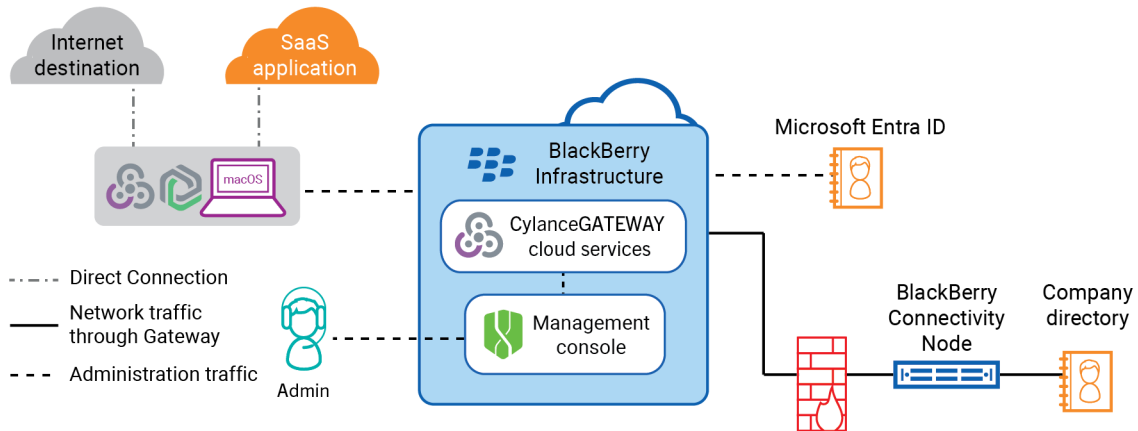 Internet
destination
SaaS
application
macOS
BlackBerry
Infrastructure
Microsoft Entra ID
CylanceGATEWAY
cloud services
Direct Connection
Network traffic
through Gateway
Administration traffic
Admin
Management
console
BlackBerry
Connectivity
Node
Company
directory